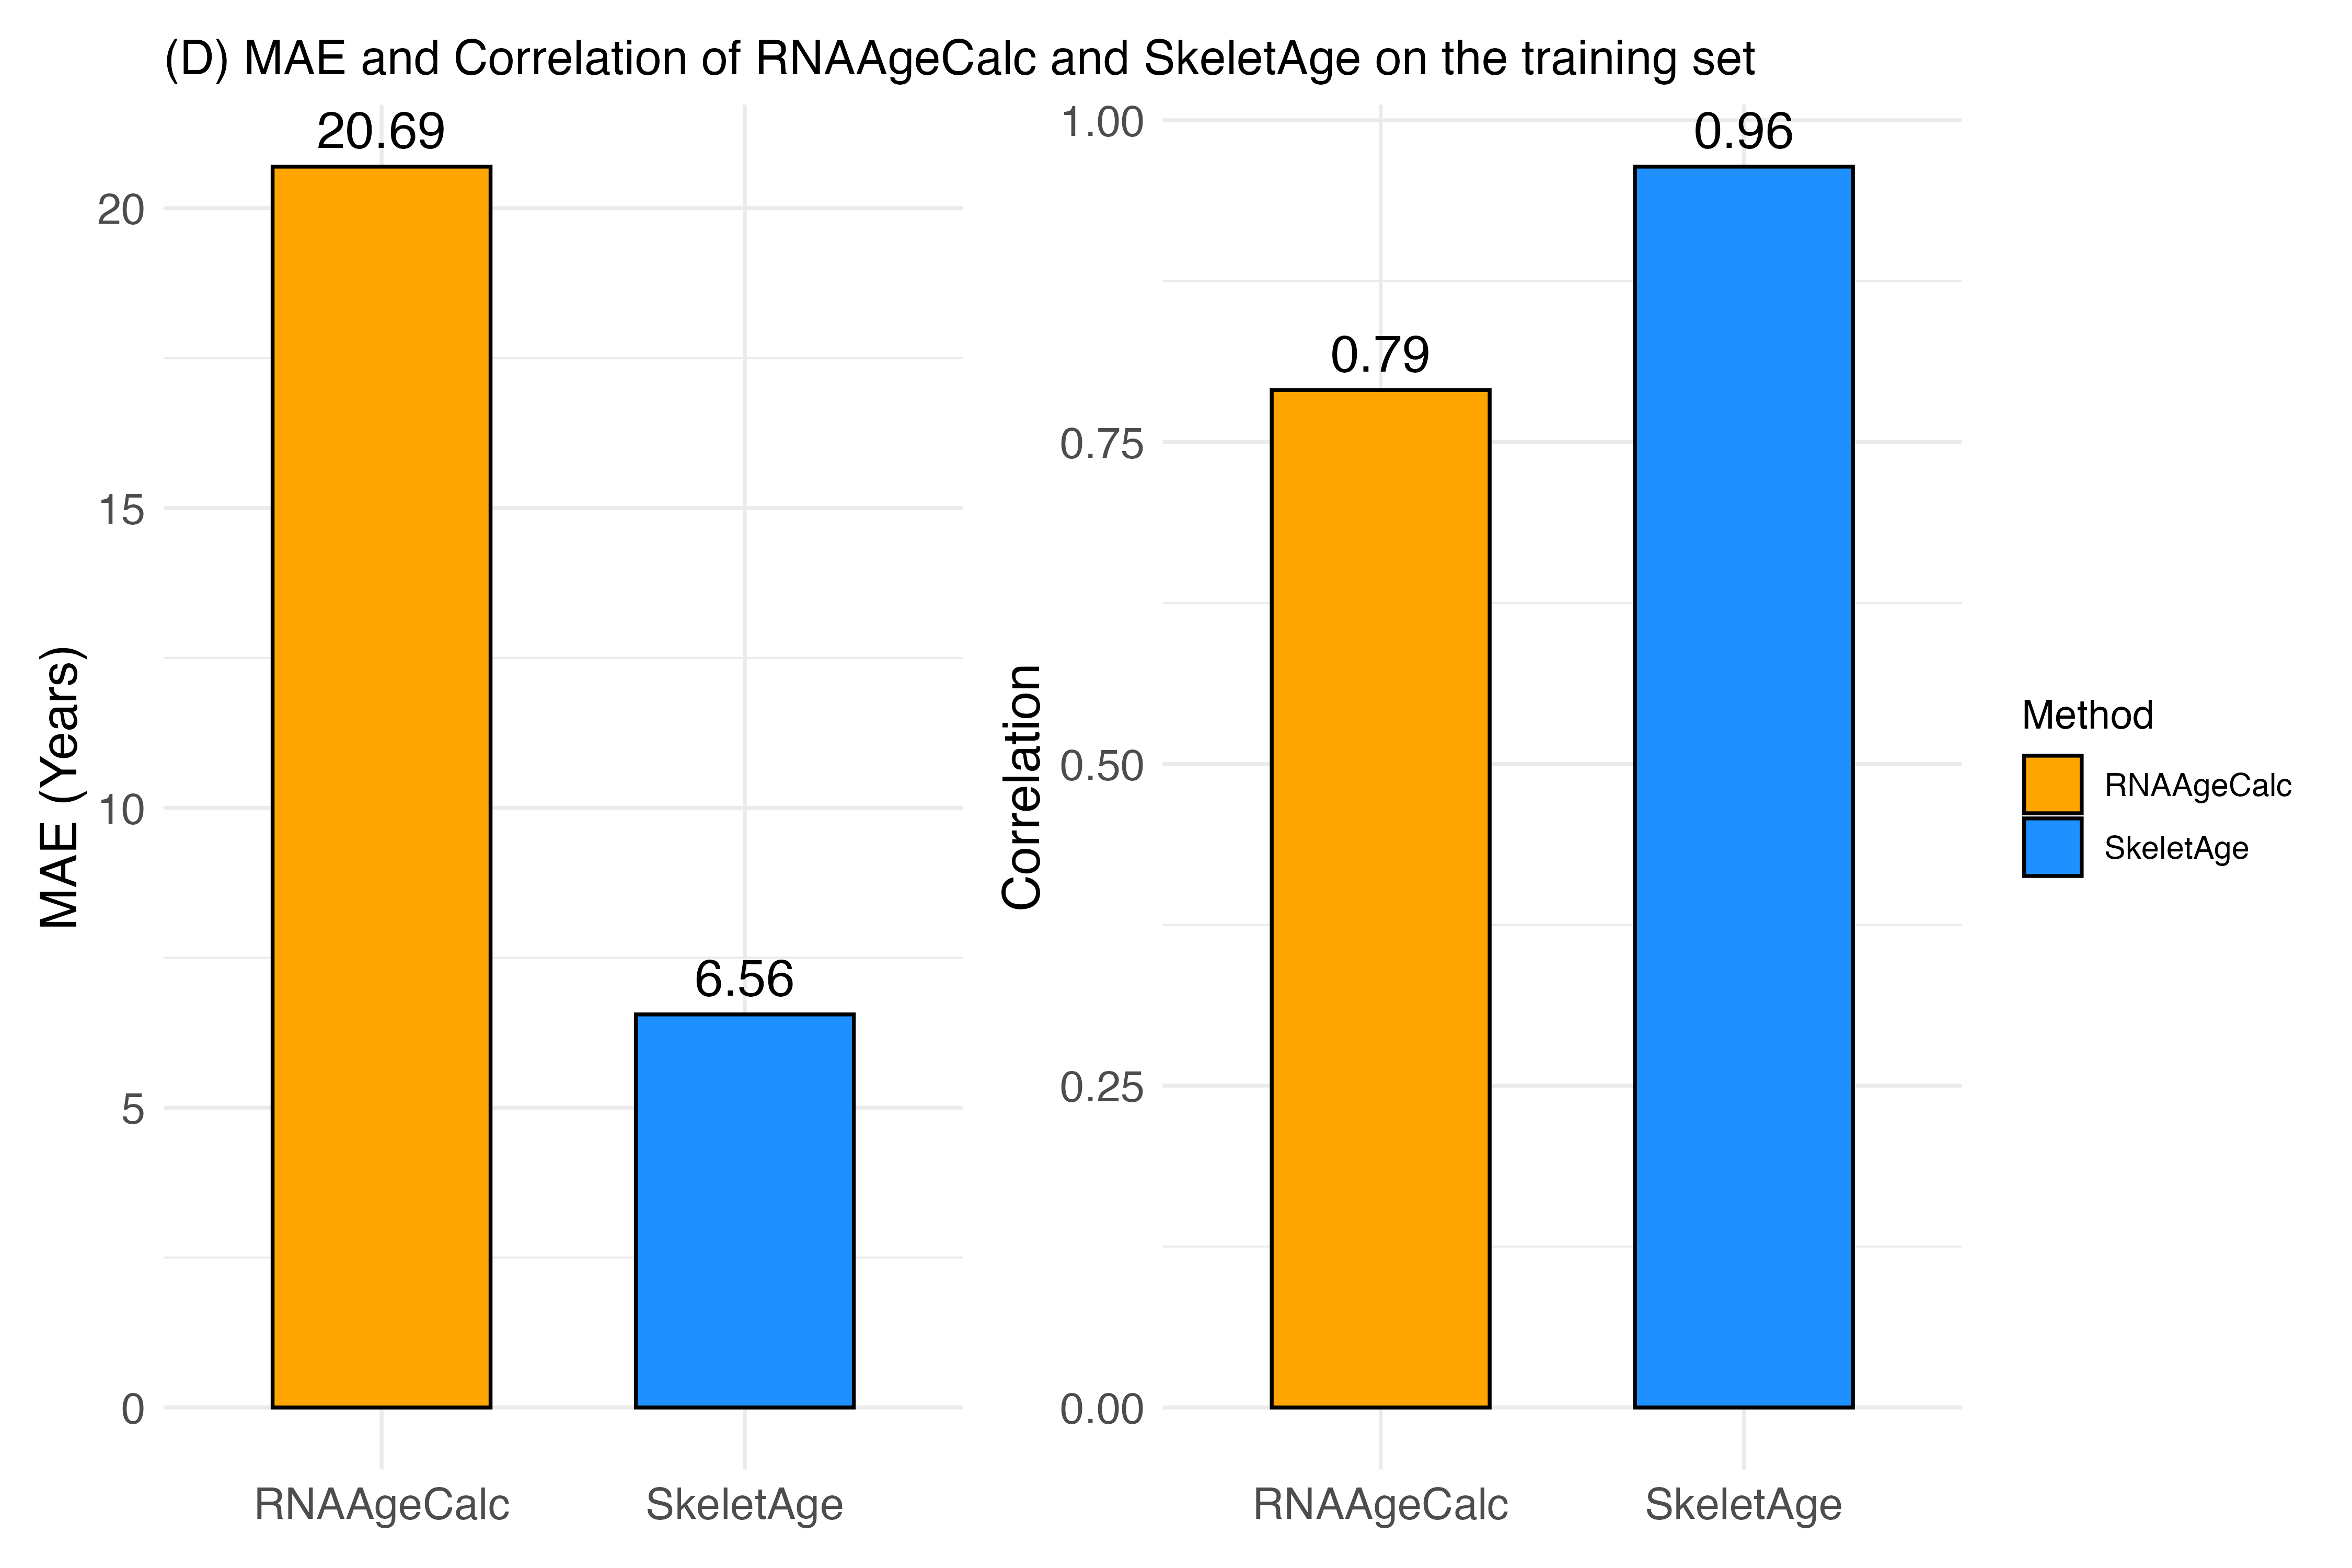 (D) MAE and Correlation of RNAAgeCalc and SkeletAge on the training set
MAE (Years)
20
15
10
5
0
20.69
6.56
RNAAgeCalc
SkeletAge
Correlation
1.00
0.75
0.50
0.25
0.00
0.79
0.96
RNAAgeCalc
SkeletAge
Method
RNAAgeCalc
SkeletAge